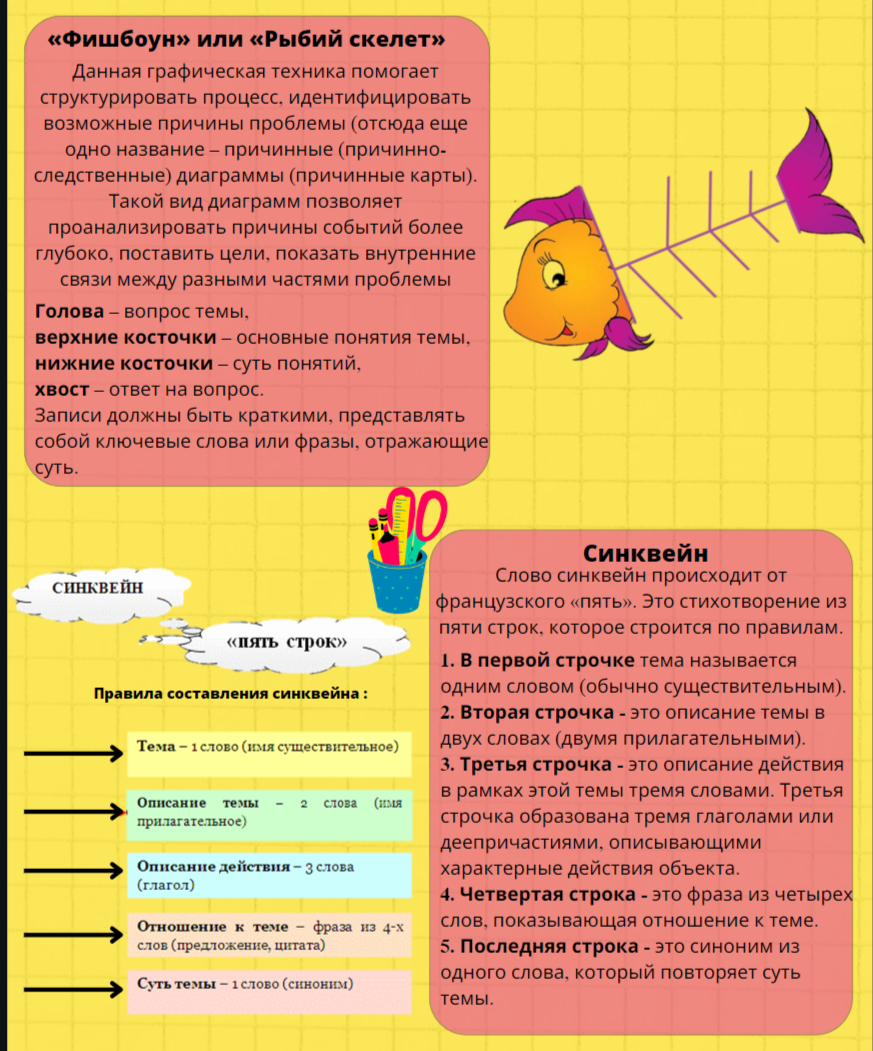 «Фишбоун» или «Рыбий скелет»
Данная графическая техника помогает
структурировать процесс, идентифицировать
возможные причины проблемы (отсюда еще
одно название – причинные (причинно-
следственные) диаграммы (причинные карты).
Такой вид диаграмм позволяет
проанализировать причины событий более
глубоко, поставить цели, показать внутренние
связи между разными частями проблемы
Голова – вопрос темы,
верхние косточки – основные понятия темы,
нижние косточки – суть понятий,
хвост – ответ на вопрос.
Записи должны быть краткими, представлять
собой ключевые слова или фразы, отражающие
суть.
СИНКВЕЙН
«пять строк»
Правила составления синквейна :
Тема – 1 слово (имя существительное)
Описание темы – 2 слова (имя
прилагательное)
Описание действия – 3 слова
(глагол)
Отношение к теме – фраза из 4-х
слов (предложение, цитата)
Суть темы – 1 слово (синоним)
Синквейн
Слово синквейн происходит от
французского «пять». Это стихотворение из
пяти строк, которое строится по правилам.
1. В первой строчке тема называется
одним словом (обычно существительным).
2. Вторая строчка - это описание темы в
двух словах (двумя прилагательными).
3. Третья строчка - это описание действия
в рамках этой темы тремя словами. Третья
строчка образована тремя глаголами или
деепричастиями, описывающими
характерные действия объекта.
4. Четвертая строка - это фраза из четырех
слов, показывающая отношение к теме.
5. Последняя строка - это синоним из
одного слова, который повторяет суть
темы.